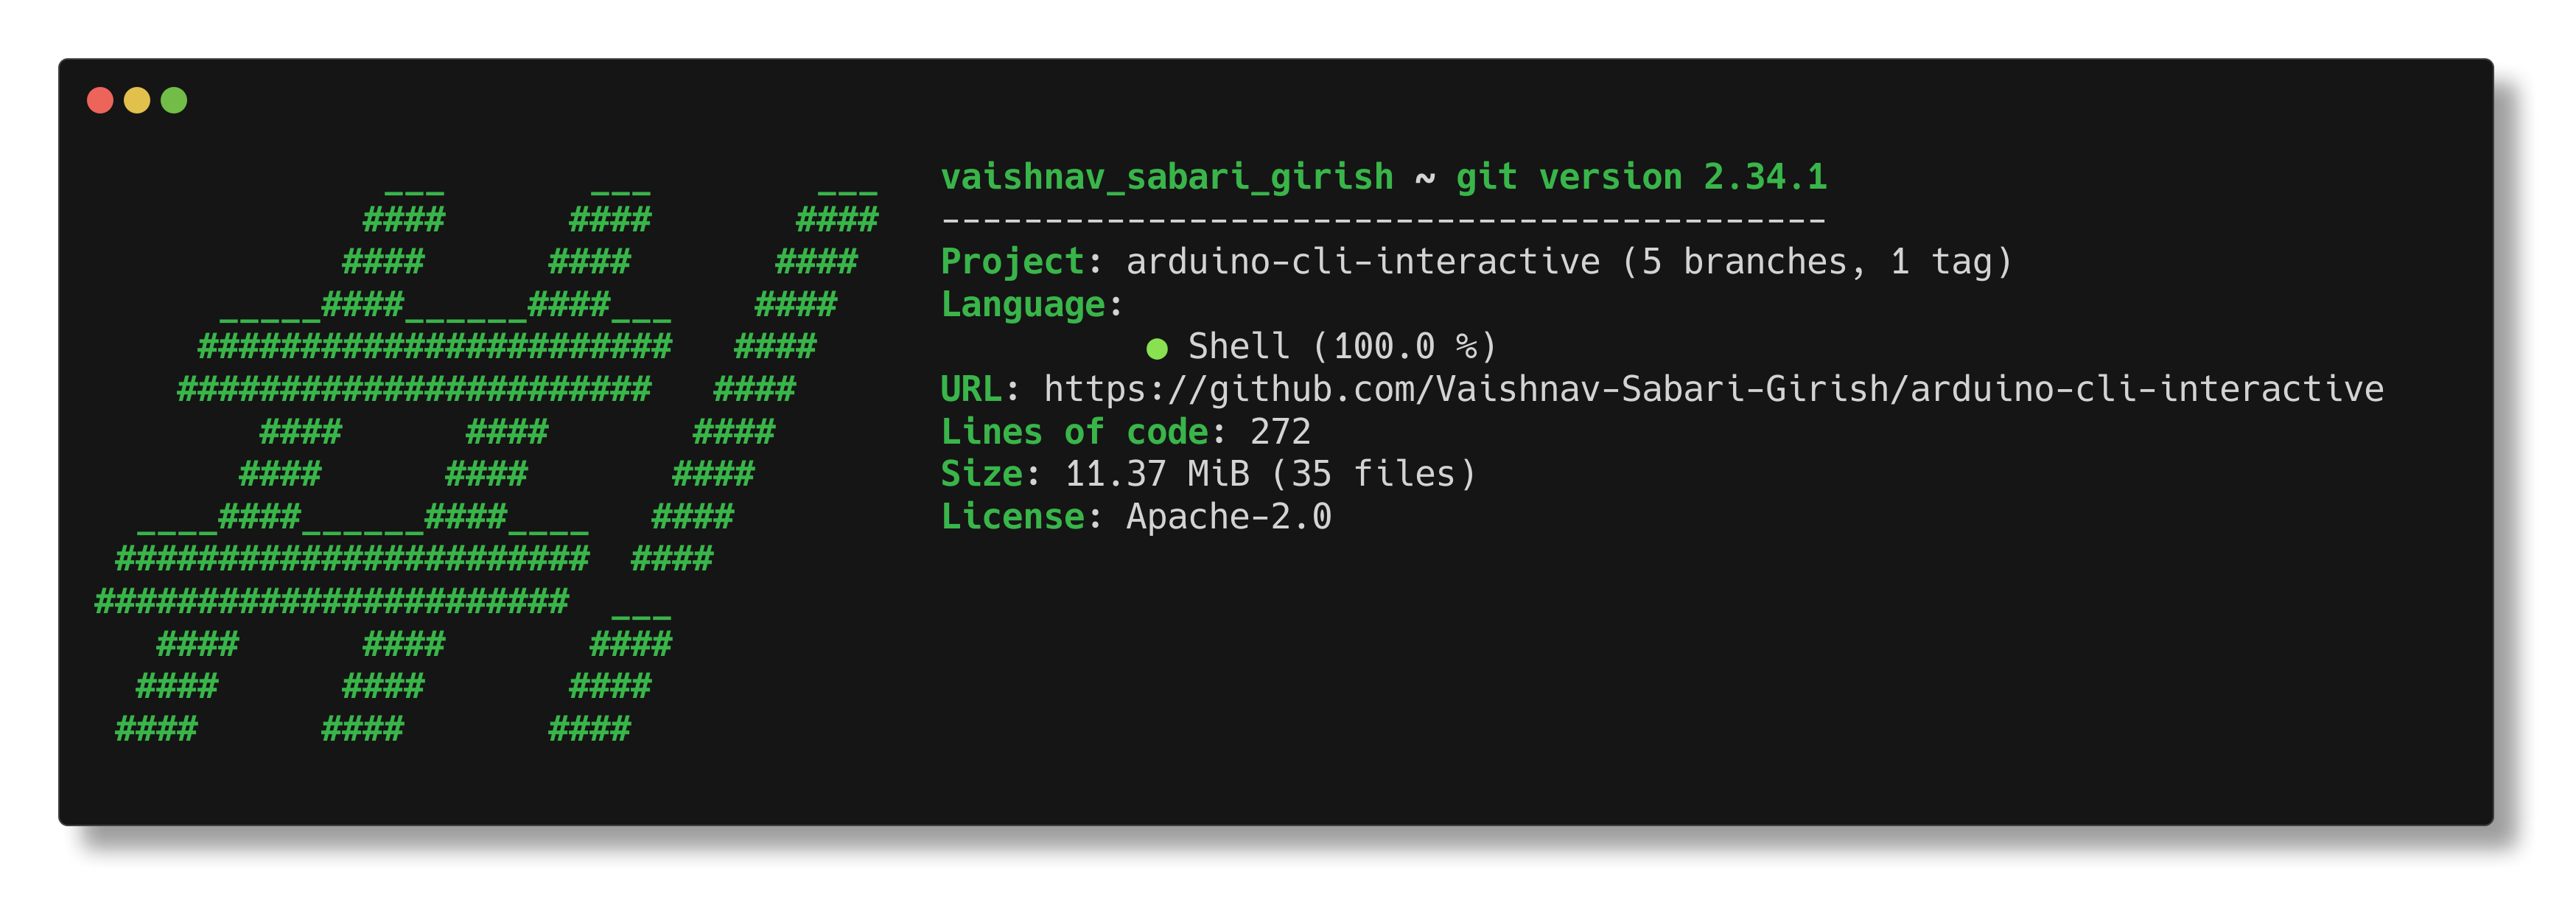 vaishnav_sabari_girish ~ git version 2.34.1
-------------------------------------------
Project: arduino-cli-interactive (5 branches, 1 tag)
Language:
● Shell (100.0 %)
URL: https://github.com/Vaishnav-Sabari-Girish/arduino-cli-interactive
Lines of code: 272
Size: 11.37 MiB (35 files)
License: Apache-2.0